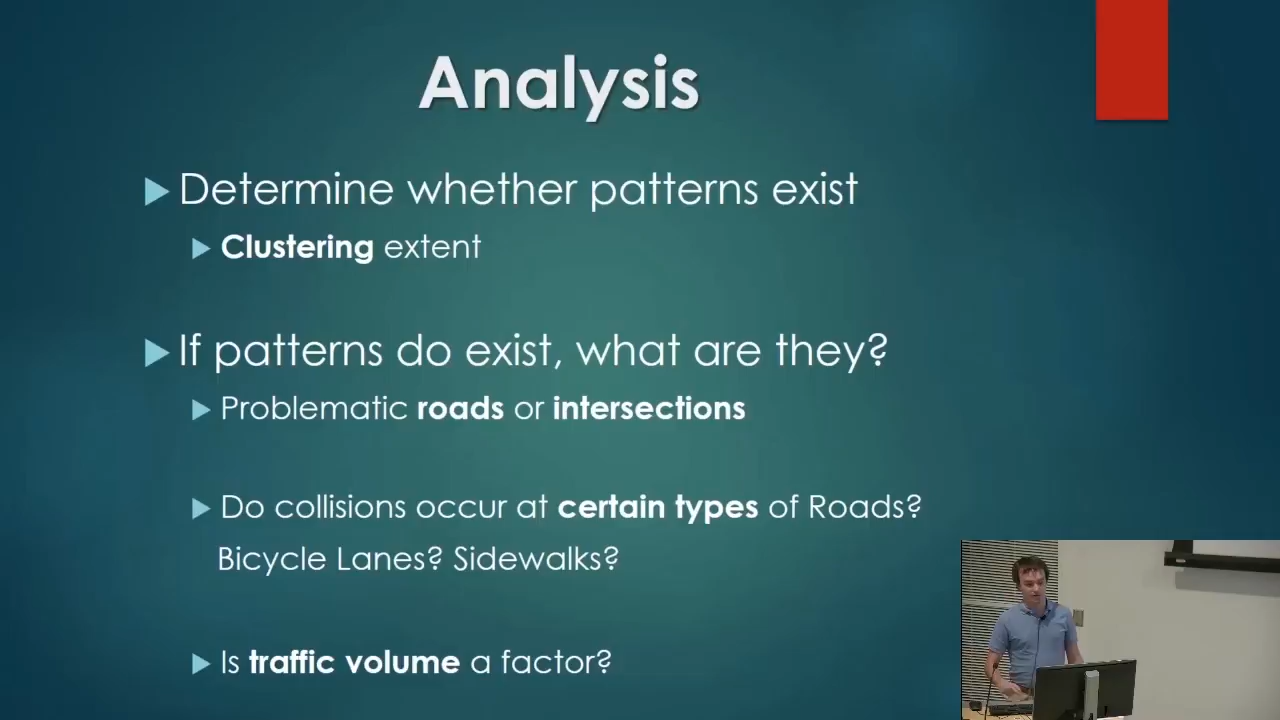 Analysis
Determine whether patterns exist
Clustering extent
If patterns do exist, what are they?
Problematic roads or intersections
Do collisions occur at certain types of Roads?
Bicycle Lanes? Sidewalks?
Is traffic volume a factor?